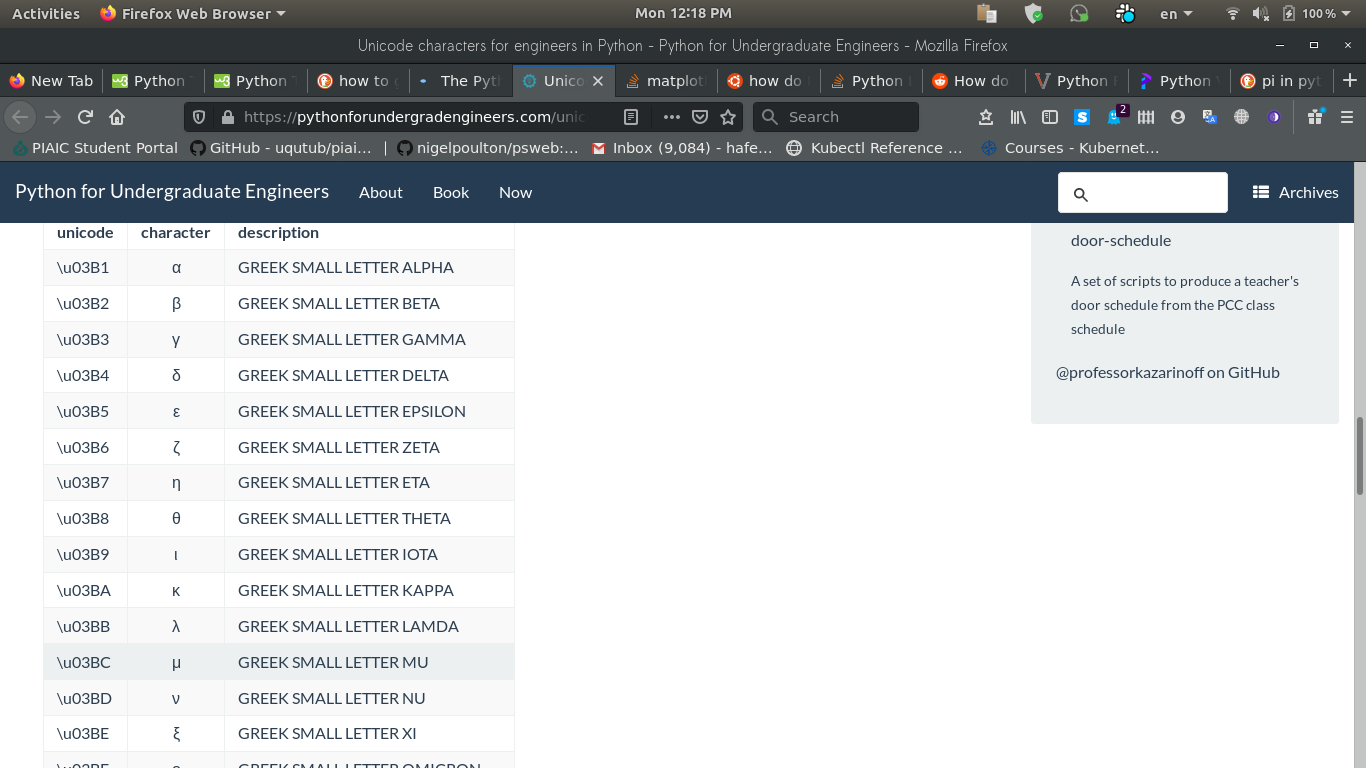 Activities Firefox Web Browser Mon 12:18 PM en 100 %
Unicode characters for engineers in Python - Python for Undergraduate Engineers - Mozilla Firefox
New Tab Python Python how to The Pyt Unico matplot how do Python How do Python Python pi in pyt
https://pythonforundergradengineers.com/unic Search 2
PIAIC Student Portal GitHub - uqutub/piai... | nigelpoulton/psweb:... Inbox (9,084) - hafe... Kubectl Reference ... Courses - Kubernet...
Python for Undergraduate Engineers About Book Now Archives
unicode character description
\u03B1 α GREEK SMALL LETTER ALPHA
\u03B2 β GREEK SMALL LETTER BETA
\u03B3 γ GREEK SMALL LETTER GAMMA
\u03B4 δ GREEK SMALL LETTER DELTA
\u03B5 ε GREEK SMALL LETTER EPSILON
\u03B6 ζ GREEK SMALL LETTER ZETA
\u03B7 η GREEK SMALL LETTER ETA
\u03B8 θ GREEK SMALL LETTER THETA
\u03B9 ι GREEK SMALL LETTER IOTA
\u03BA κ GREEK SMALL LETTER KAPPA
\u03BB λ GREEK SMALL LETTER LAMDA
\u03BC μ GREEK SMALL LETTER MU
\u03BD ν GREEK SMALL LETTER NU
\u03BE ξ GREEK SMALL LETTER XI
GREEK SMALL LETTER OMICRON
door-schedule
A set of scripts to produce a teacher's
door schedule from the PCC class
schedule
@professorkazarinoff on GitHub